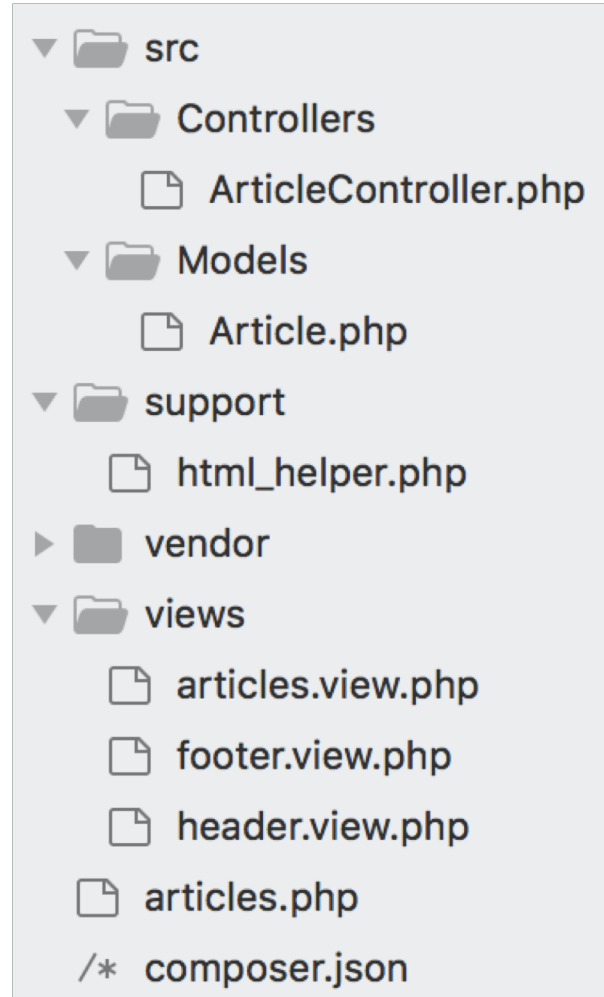 src
Controllers
ArticleController.php
Models
Article.php
support
html_helper.php
vendor
views
articles.view.php
footer.view.php
header.view.php
articles.php
/* composer.json